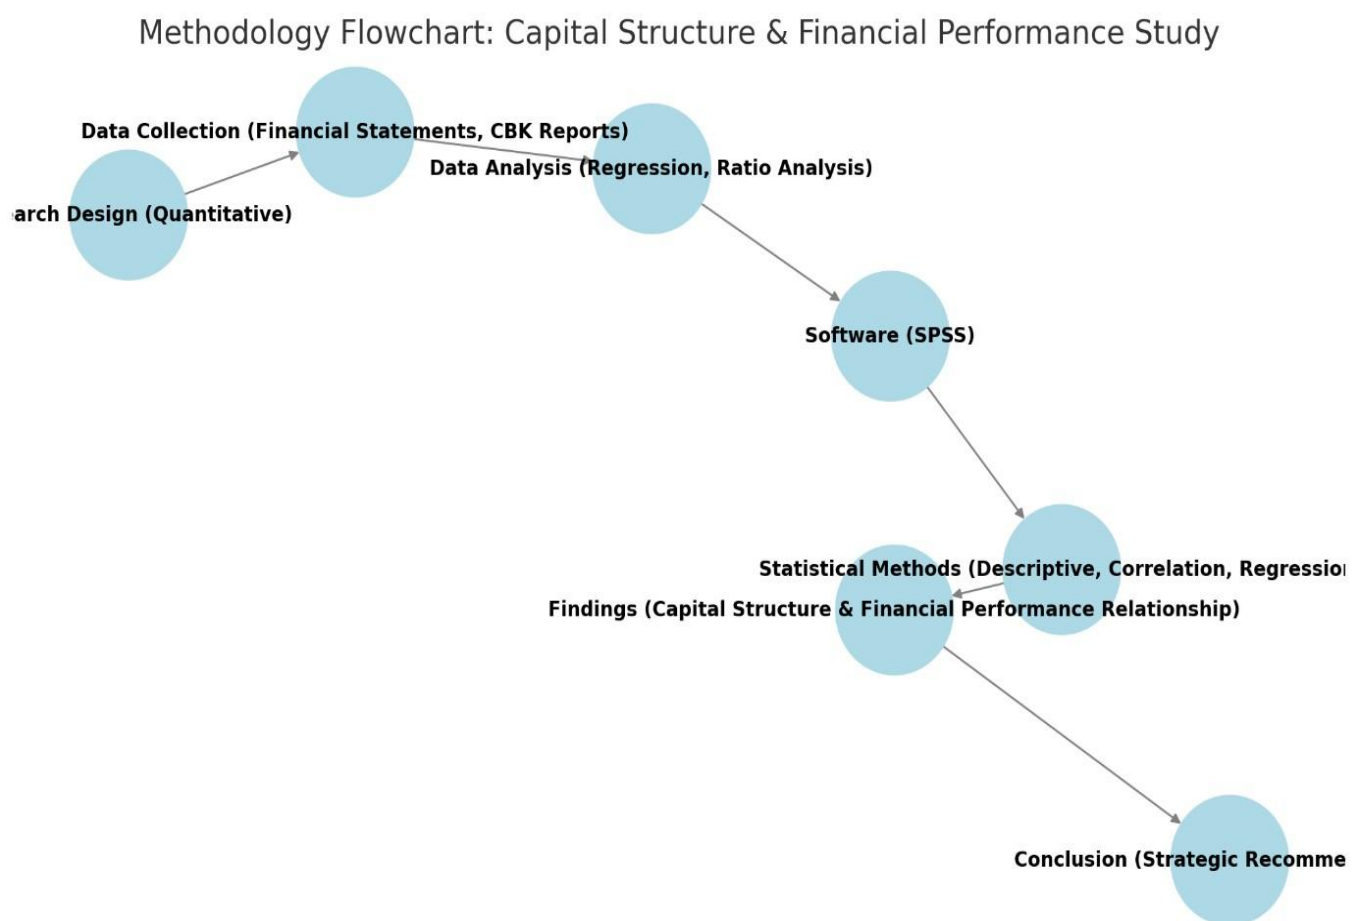 Methodology Flowchart: Capital Structure & Financial Performance Study
Data Collection (Financial Statements, CBK Reports)
Data Analysis (Regression, Ratio Analysis)
arch Design (Quantitative)
Software (SPSS)
Statistical Methods (Descriptive, Correlation, Regressio
Findings (Capital Structure & Financial Performance Relationship)
Conclusion (Strategic Recomme